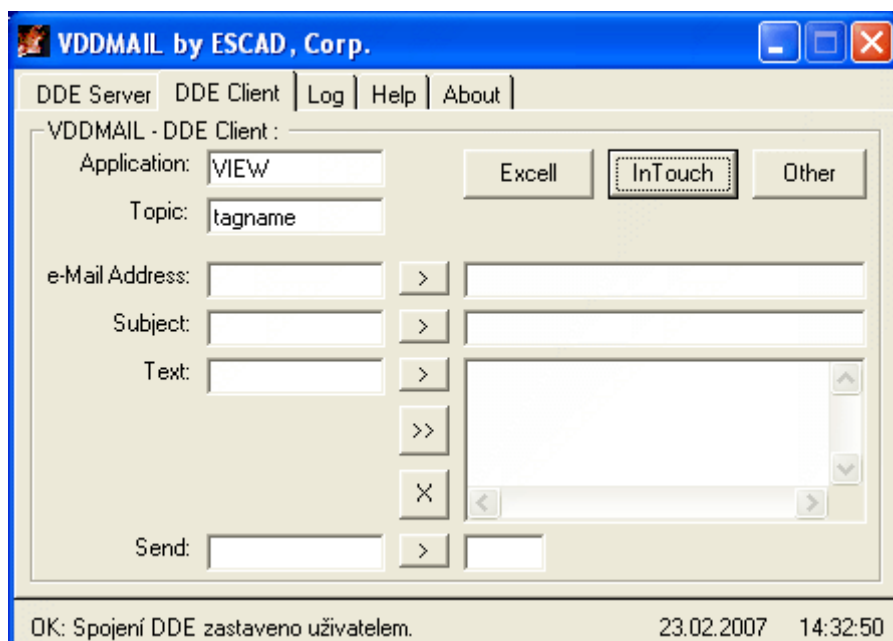 VDDMAIL by ESCAD, Corp.
DDE Server DDE Client Log Help About
VDDMAIL - DDE Client :
Application: VIEW Excell InTouch Other
Topic: tagname
e-Mail Address: >
Subject: >
Text: >
>>
X
Send: >
OK: Spojení DDE zastaveno uživatelem. 23.02.2007 14:32:50